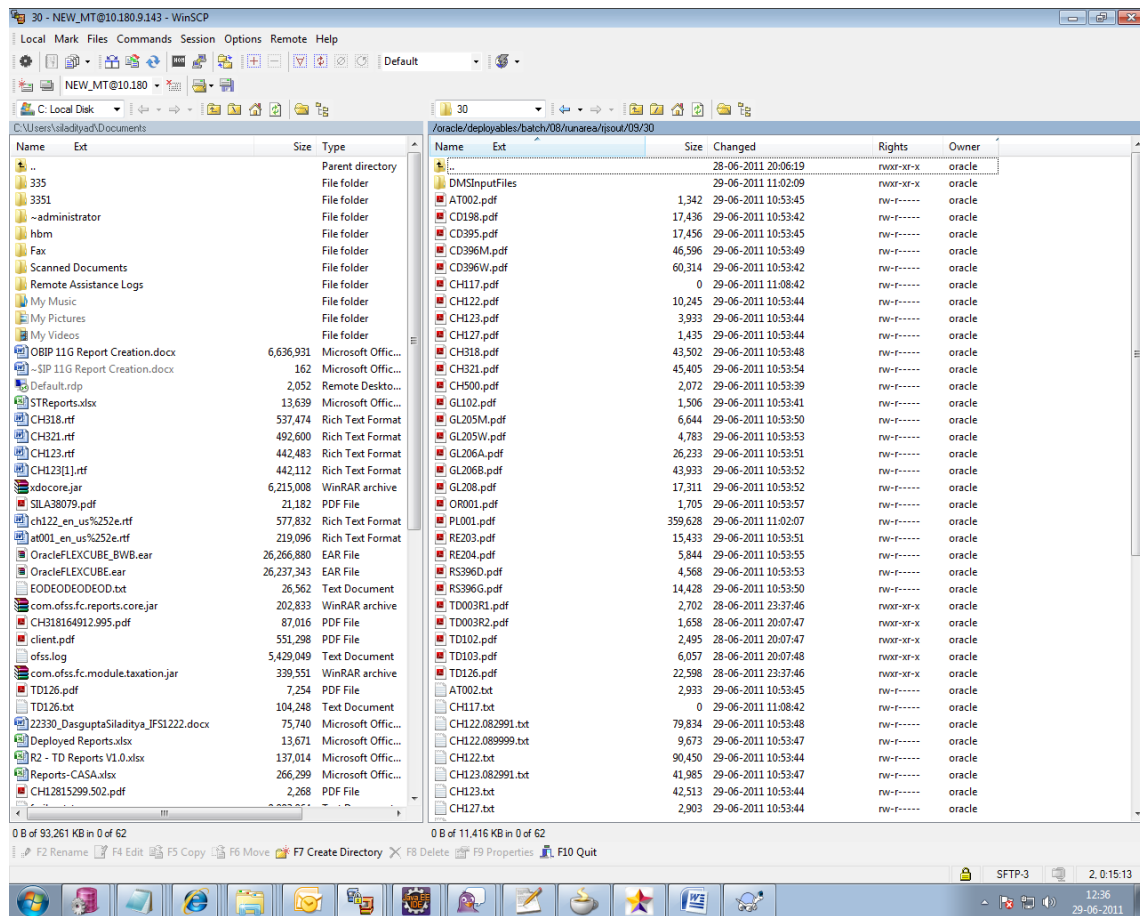 30 - NEW_MT@10.180.9.143 - WinSCP
Local Mark Files Commands Session Options Remote Help
Default
NEW_MT@10.180
C: Local Disk
30
C:\Users\siladityad\Documents
/oracle/deployables/batch/08/runarea/rjsout/09/30
Name Ext Size Type
.. Parent directory
335 File folder
3351 File folder
~administrator File folder
hbm File folder
Fax File folder
Scanned Documents File folder
Remote Assistance Logs File folder
My Music File folder
My Pictures File folder
My Videos File folder
OBIP 11G Report Creation.docx 6,636,931 Microsoft Offic...
~$IP 11G Report Creation.docx 162 Microsoft Offic...
Default.rdp 2,052 Remote Deskto...
STReports.xlsx 13,639 Microsoft Offic...
CH318.rtf 537,474 Rich Text Format
CH321.rtf 492,600 Rich Text Format
CH123.rtf 442,483 Rich Text Format
CH123[1].rtf 442,112 Rich Text Format
xdocore.jar 6,215,008 WinRAR archive
SILA38079.pdf 21,182 PDF File
ch122_en_us%252e.rtf 577,832 Rich Text Format
at001_en_us%252e.rtf 219,096 Rich Text Format
OracleFLEXCUBE_BWB.ear 26,266,880 EAR File
OracleFLEXCUBE.ear 26,237,343 EAR File
EODEODEODEOD.txt 26,562 Text Document
com.ofss.fc.reports.core.jar 202,833 WinRAR archive
CH318164912.995.pdf 87,016 PDF File
client.pdf 551,298 PDF File
ofss.log 5,429,049 Text Document
com.ofss.fc.module.taxation.jar 339,551 WinRAR archive
TD126.pdf 7,254 PDF File
TD126.txt 104,248 Text Document
22330_DasguptaSiladitya_IFS1222.docx 75,740 Microsoft Offic...
Deployed Reports.xlsx 13,671 Microsoft Offic...
R2 - TD Reports V1.0.xlsx 137,014 Microsoft Offic...
Reports-CASA.xlsx 266,299 Microsoft Offic...
CH12815299.502.pdf 2,268 PDF File
Name Ext Size Changed Rights Owner
.. 28-06-2011 20:06:19 rwxr-xr-x oracle
DMSInputFiles 29-06-2011 11:02:09 rwxr-xr-x oracle
AT002.pdf 1,342 29-06-2011 10:53:45 rw-r----- oracle
CD198.pdf 17,436 29-06-2011 10:53:42 rw-r----- oracle
CD395.pdf 17,456 29-06-2011 10:53:45 rw-r----- oracle
CD396M.pdf 46,596 29-06-2011 10:53:49 rw-r----- oracle
CD396W.pdf 60,314 29-06-2011 10:53:42 rw-r----- oracle
CH117.pdf 0 29-06-2011 11:08:42 rw-r----- oracle
CH122.pdf 10,245 29-06-2011 10:53:44 rw-r----- oracle
CH123.pdf 3,933 29-06-2011 10:53:44 rw-r----- oracle
CH127.pdf 1,435 29-06-2011 10:53:44 rw-r----- oracle
CH318.pdf 43,502 29-06-2011 10:53:48 rw-r----- oracle
CH321.pdf 45,405 29-06-2011 10:53:54 rw-r----- oracle
CH500.pdf 2,072 29-06-2011 10:53:39 rw-r----- oracle
GL102.pdf 1,506 29-06-2011 10:53:41 rw-r----- oracle
GL205M.pdf 6,644 29-06-2011 10:53:50 rw-r----- oracle
GL205W.pdf 4,783 29-06-2011 10:53:53 rw-r----- oracle
GL206A.pdf 26,233 29-06-2011 10:53:51 rw-r----- oracle
GL206B.pdf 43,933 29-06-2011 10:53:52 rw-r----- oracle
GL208.pdf 17,311 29-06-2011 10:53:52 rw-r----- oracle
OR001.pdf 1,705 29-06-2011 10:53:57 rw-r----- oracle
PL001.pdf 359,628 29-06-2011 11:02:07 rw-r----- oracle
RE203.pdf 15,433 29-06-2011 10:53:51 rw-r----- oracle
RE204.pdf 5,844 29-06-2011 10:53:55 rw-r----- oracle
RS396D.pdf 4,568 29-06-2011 10:53:53 rw-r----- oracle
RS396G.pdf 14,428 29-06-2011 10:53:50 rw-r----- oracle
TD003R1.pdf 2,702 28-06-2011 23:37:46 rwxr-xr-x oracle
TD003R2.pdf 1,658 28-06-2011 20:07:47 rwxr-xr-x oracle
TD102.pdf 2,495 28-06-2011 20:07:47 rwxr-xr-x oracle
TD103.pdf 6,057 28-06-2011 20:07:48 rwxr-xr-x oracle
TD126.pdf 22,598 28-06-2011 23:37:46 rwxr-xr-x oracle
AT002.txt 2,933 29-06-2011 10:53:45 rw-r----- oracle
CH117.txt 0 29-06-2011 11:08:42 rw-r----- oracle
CH122.082991.txt 79,834 29-06-2011 10:53:48 rw-r----- oracle
CH122.089999.txt 9,673 29-06-2011 10:53:47 rw-r----- oracle
CH122.txt 90,450 29-06-2011 10:53:44 rw-r----- oracle
CH123.082991.txt 41,985 29-06-2011 10:53:47 rw-r----- oracle
CH123.txt 42,513 29-06-2011 10:53:44 rw-r----- oracle
CH127.txt 2,903 29-06-2011 10:53:44 rw-r----- oracle
0 B of 93,261 KB in 0 of 62
0 B of 11,416 KB in 0 of 62
F2 Rename F4 Edit F5 Copy F6 Move F7 Create Directory F8 Delete F9 Properties F10 Quit
SFTP-3 2, 0:15:13
Java EE IDE
12:36
29-06-2011